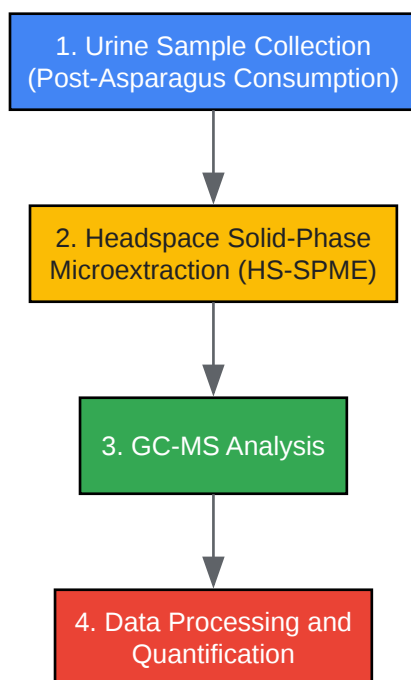 1. Urine Sample Collection
(Post-Asparagus Consumption)
2. Headspace Solid-Phase
Microextraction (HS-SPME)
3. GC-MS Analysis
4. Data Processing and
Quantification